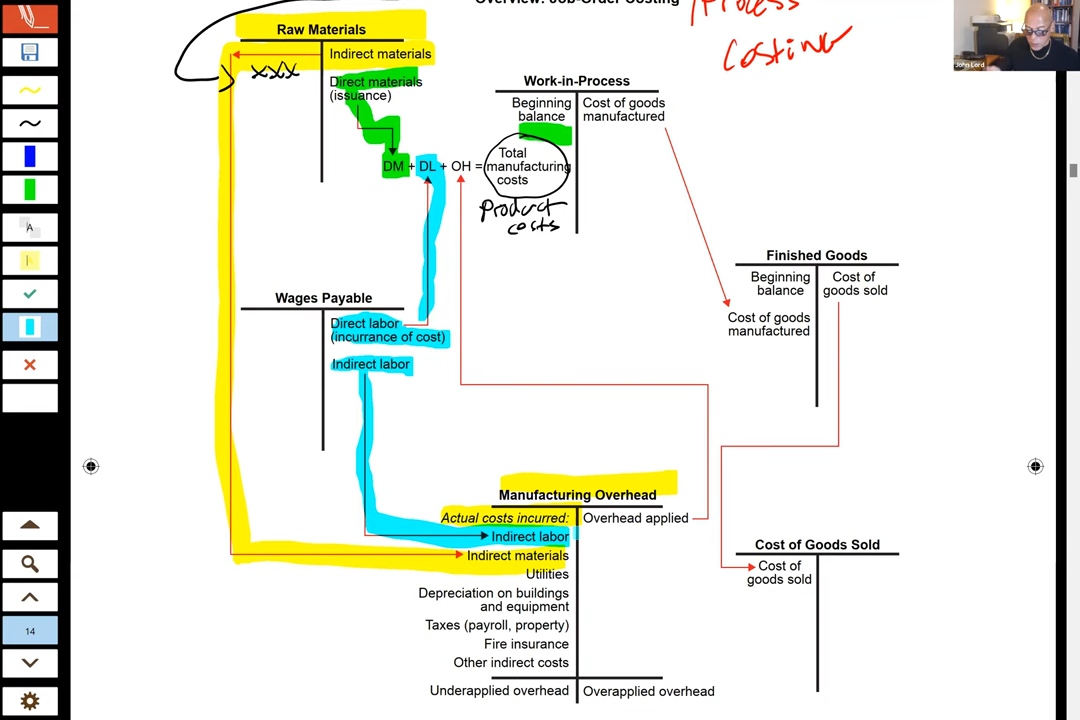 Overview: Job-Order Costing
Process
Costing
John Lord
Raw Materials
Indirect materials
xxx
Direct materials
(issuance)
Work-in-Process
Beginning
balance
Cost of goods
manufactured
DM + DL + OH =
Total
manufacturing
costs
Product
costs
Finished Goods
Beginning
balance
Cost of
goods sold
Cost of goods
manufactured
Wages Payable
Direct labor
(incurrance of cost)
Indirect labor
Manufacturing Overhead
Actual costs incurred:
Overhead applied
Indirect labor
Indirect materials
Utilities
Depreciation on buildings
and equipment
Taxes (payroll, property)
Fire insurance
Other indirect costs
Underapplied overhead
Overapplied overhead
Cost of Goods Sold
Cost of
goods sold
A
14